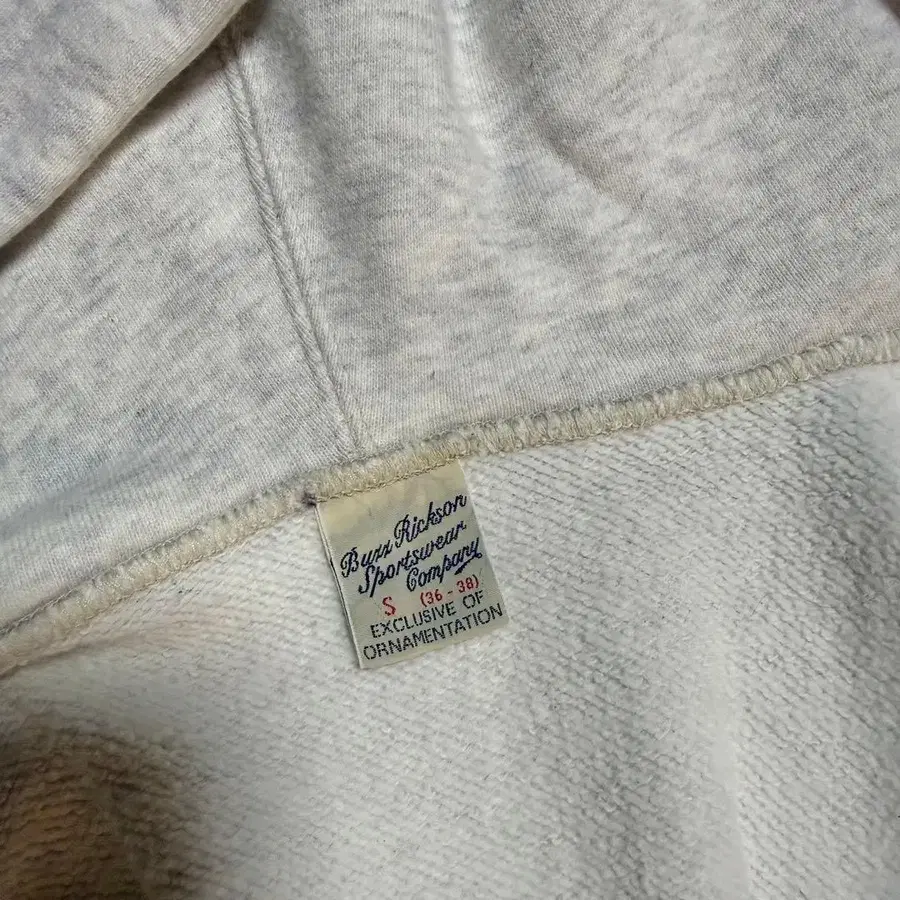 Buzz Rickson
Sportswear
Company
S (36-38)
EXCLUSIVE OF
ORNAMENTATION